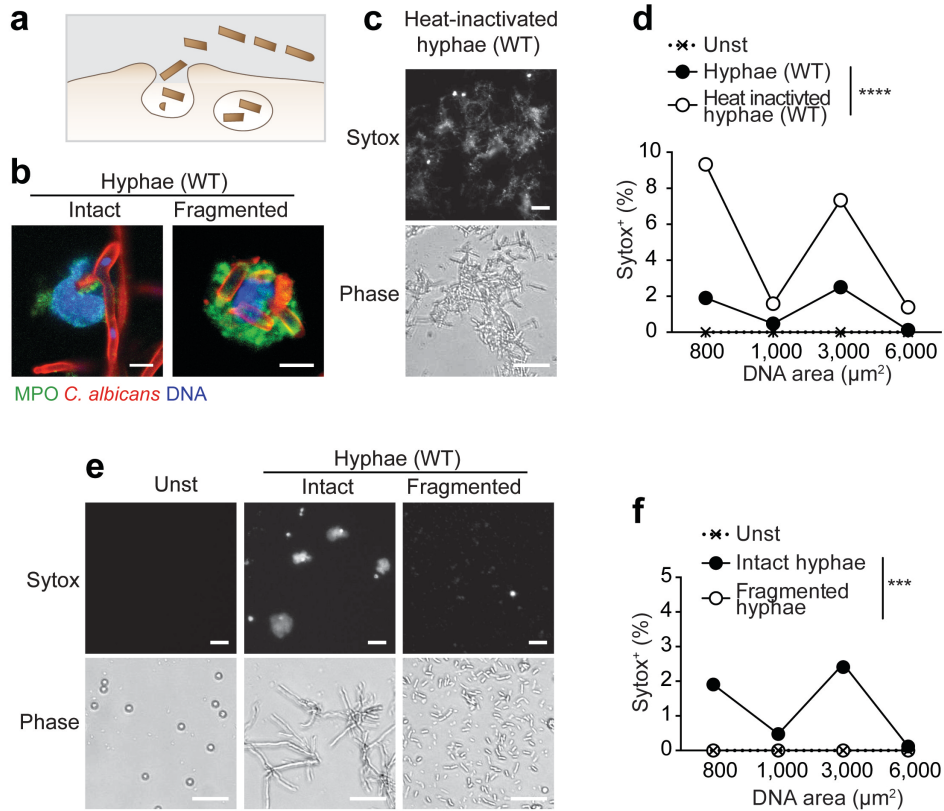 a
b
Hyphae (WT)
Intact
Fragmented
MPO C. albicans DNA
c
Heat-inactivated
hyphae (WT)
Sytox
Phase
d
Unst
Hyphae (WT)
Heat inactivted
hyphae (WT)
****
10
8
6
4
2
0
Sytox⁺ (%)
800 1,000 3,000 6,000
DNA area (µm²)
e
Hyphae (WT)
Unst
Intact
Fragmented
Sytox
Phase
f
Unst
Intact hyphae
Fragmented
hyphae
***
5
4
3
2
1
0
Sytox⁺ (%)
800 1,000 3,000 6,000
DNA area (µm²)